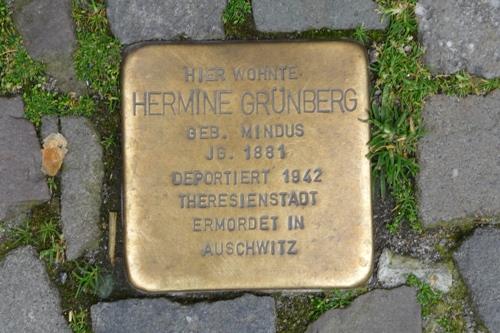 HIER WOHNTE
HERMINE GRÜNBERG
GEB. MINDUS
JG. 1881
DEPORTIERT 1942
THERESIENSTADT
ERMORDET IN
AUSCHWITZ